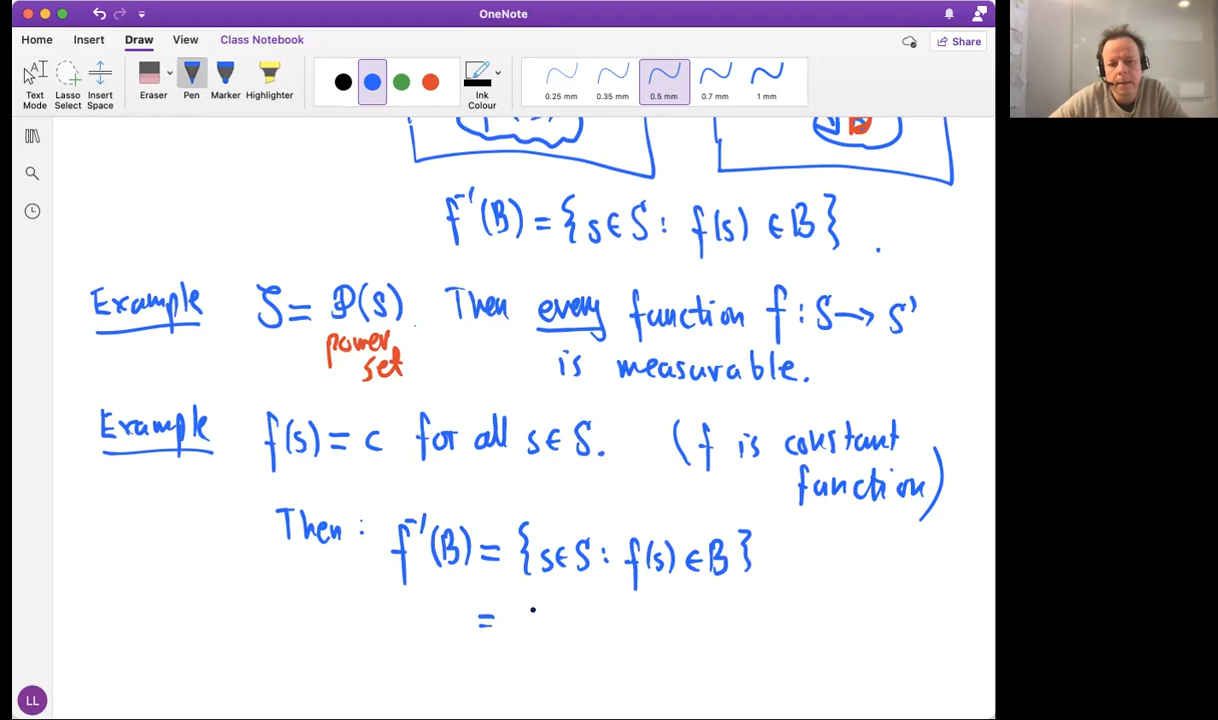 OneNote
Home Insert Draw View Class Notebook
Share
Text Mode Lasso Select Insert Space Eraser Pen Marker Highlighter Ink Colour 0.25 mm 0.35 mm 0.5 mm 0.7 mm 1 mm
f⁻¹(B) = {s∈S : f(s) ∈ B} .
Example 𝒮 = 𝒫(S) . Then every function f : S → S'
power set
is measurable.
Example f(s) = c for all s∈S. (f is constant
function)
Then : f⁻¹(B) = {s∈S : f(s) ∈ B}
=
LL